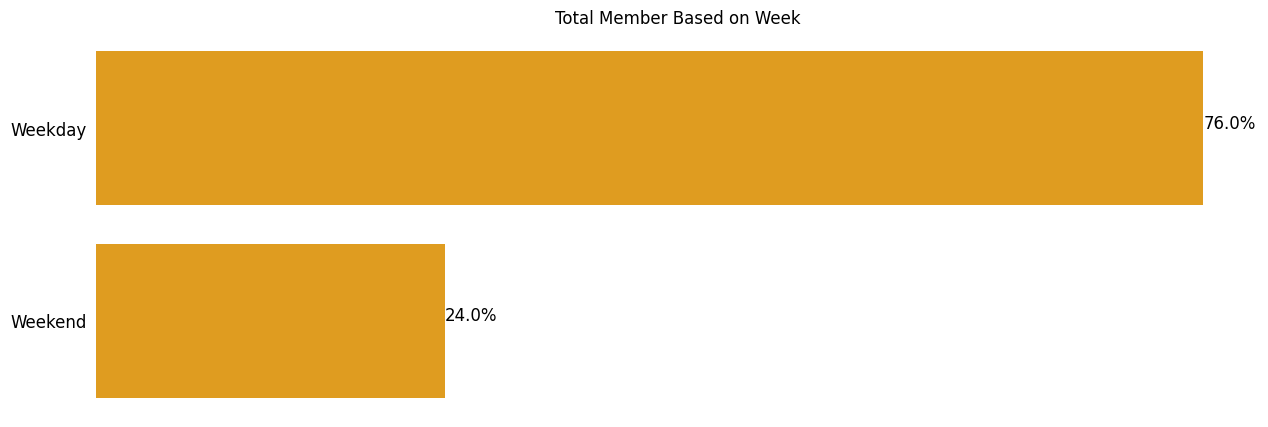 Total Member Based on Week
Weekday
76.0%
Weekend
24.0%